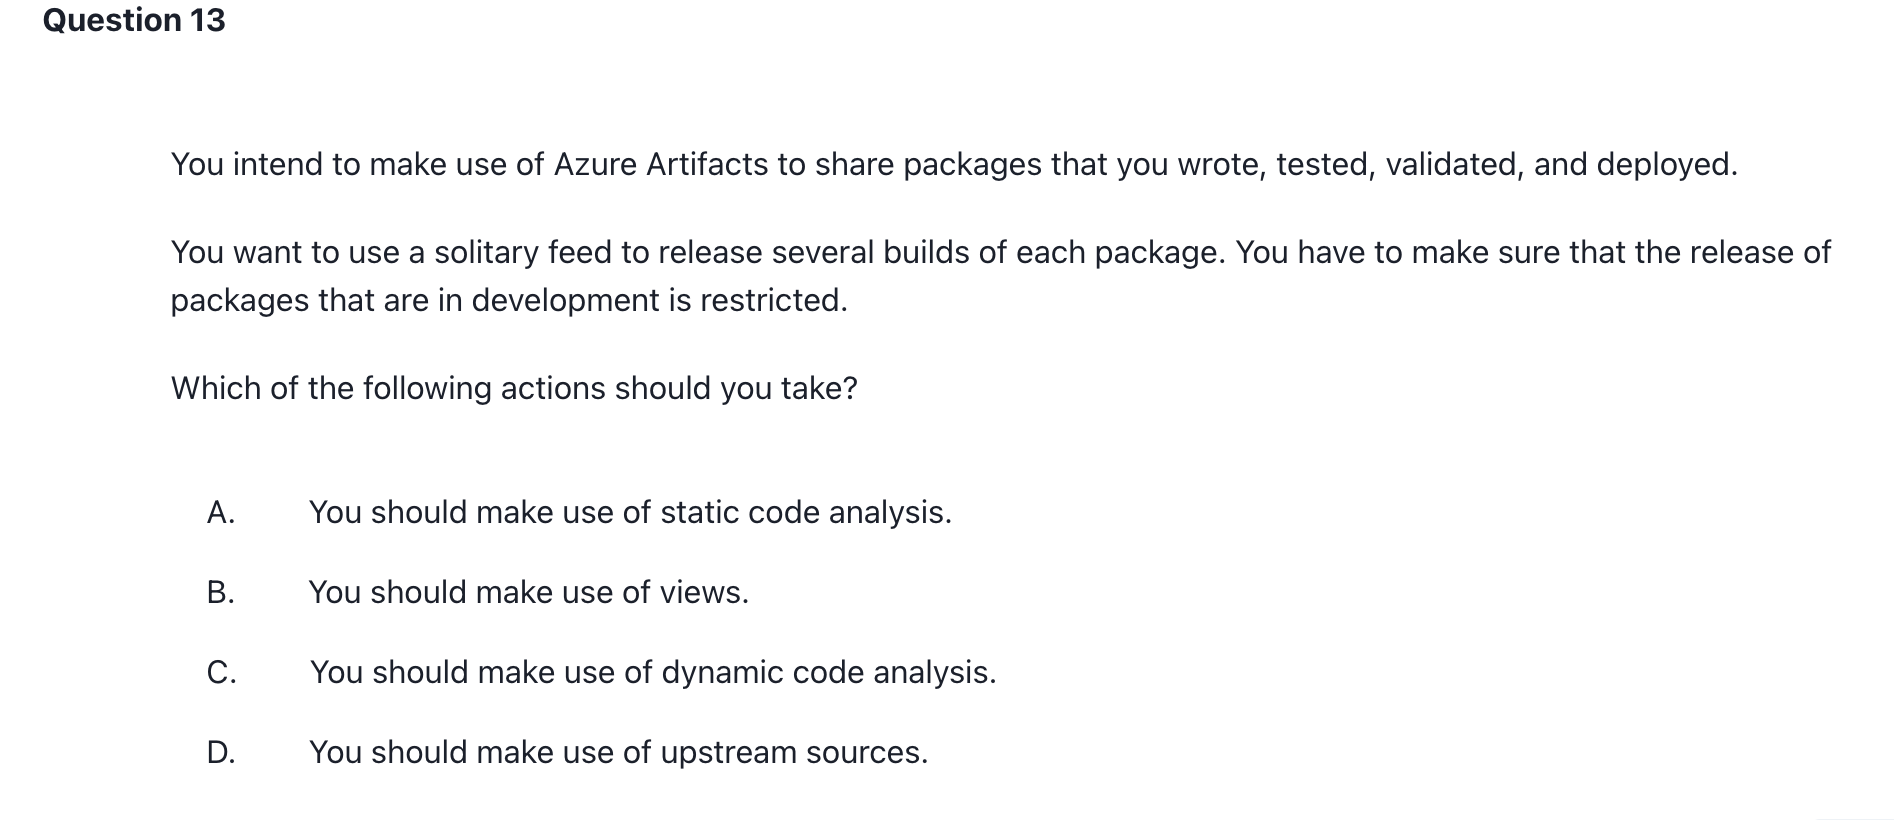 Question 13
You intend to make use of Azure Artifacts to share packages that you wrote, tested, validated, and deployed.
You want to use a solitary feed to release several builds of each package. You have to make sure that the release of
packages that are in development is restricted.
Which of the following actions should you take?
A. You should make use of static code analysis.
B. You should make use of views.
C. You should make use of dynamic code analysis.
D. You should make use of upstream sources.